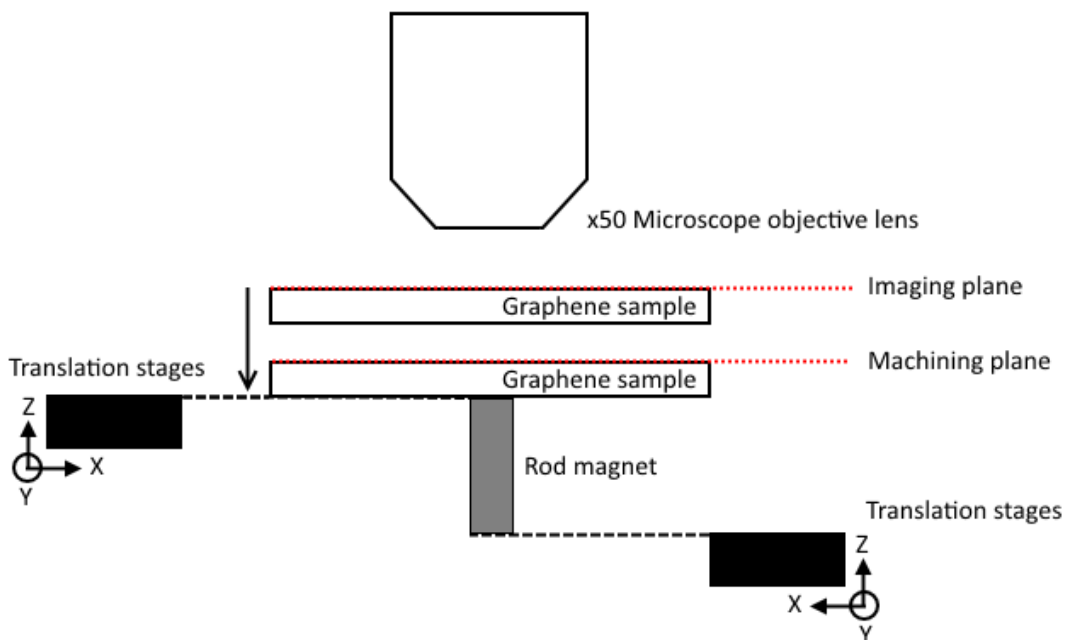 x50 Microscope objective lens
Imaging plane
Graphene sample
Machining plane
Translation stages
Graphene sample
Z
X
Y
Rod magnet
Translation stages
Z
X
Y